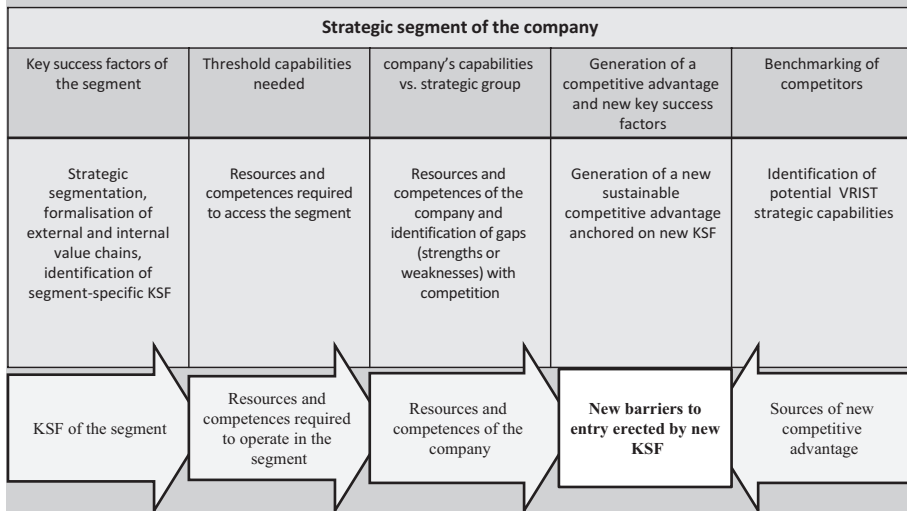 Strategic segment of the company
Key success factors of
the segment
Threshold capabilities
needed
company's capabilities
vs. strategic group
Generation of a
competitive advantage
and new key success
factors
Benchmarking of
competitors
Strategic
segmentation,
formalisation of
external and internal
value chains,
identification of
segment-specific KSF
Resources and
competences required
to access the segment
Resources and
competences of the
company and
identification of gaps
(strengths or
weaknesses) with
competition
Generation of a new
sustainable
competitive advantage
anchored on new KSF
Identification of
potential VRIST
strategic capabilities
KSF of the segment
Resources and
competences required
to operate in the
segment
Resources and
competences of the
company
New barriers to
entry erected by new
KSF
Sources of new
competitive
advantage